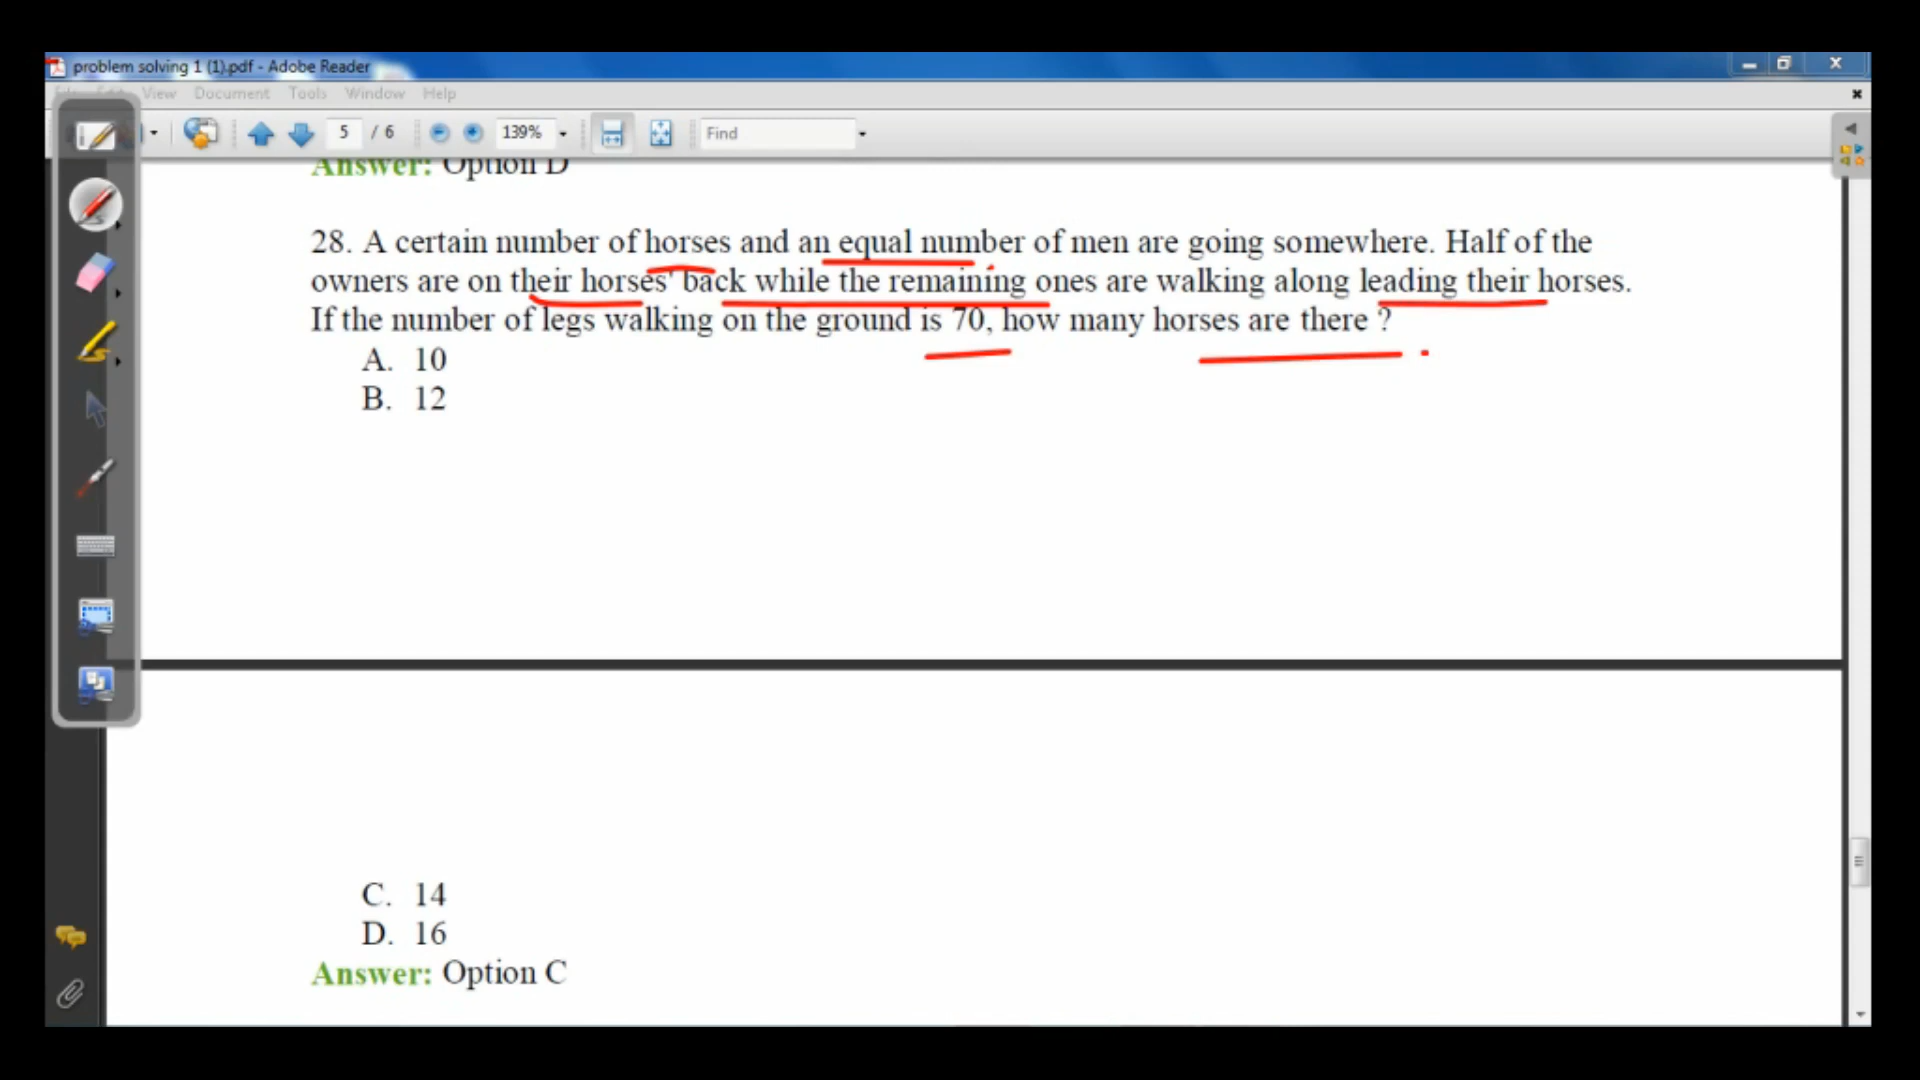 problem solving 1 (1).pdf - Adobe Reader
View Document Tools Window Help
5 / 6 139% Find
Answer: Option D
28. A certain number of horses and an equal number of men are going somewhere. Half of the
owners are on their horses' back while the remaining ones are walking along leading their horses.
If the number of legs walking on the ground is 70, how many horses are there ?
A. 10
B. 12
C. 14
D. 16
Answer: Option C